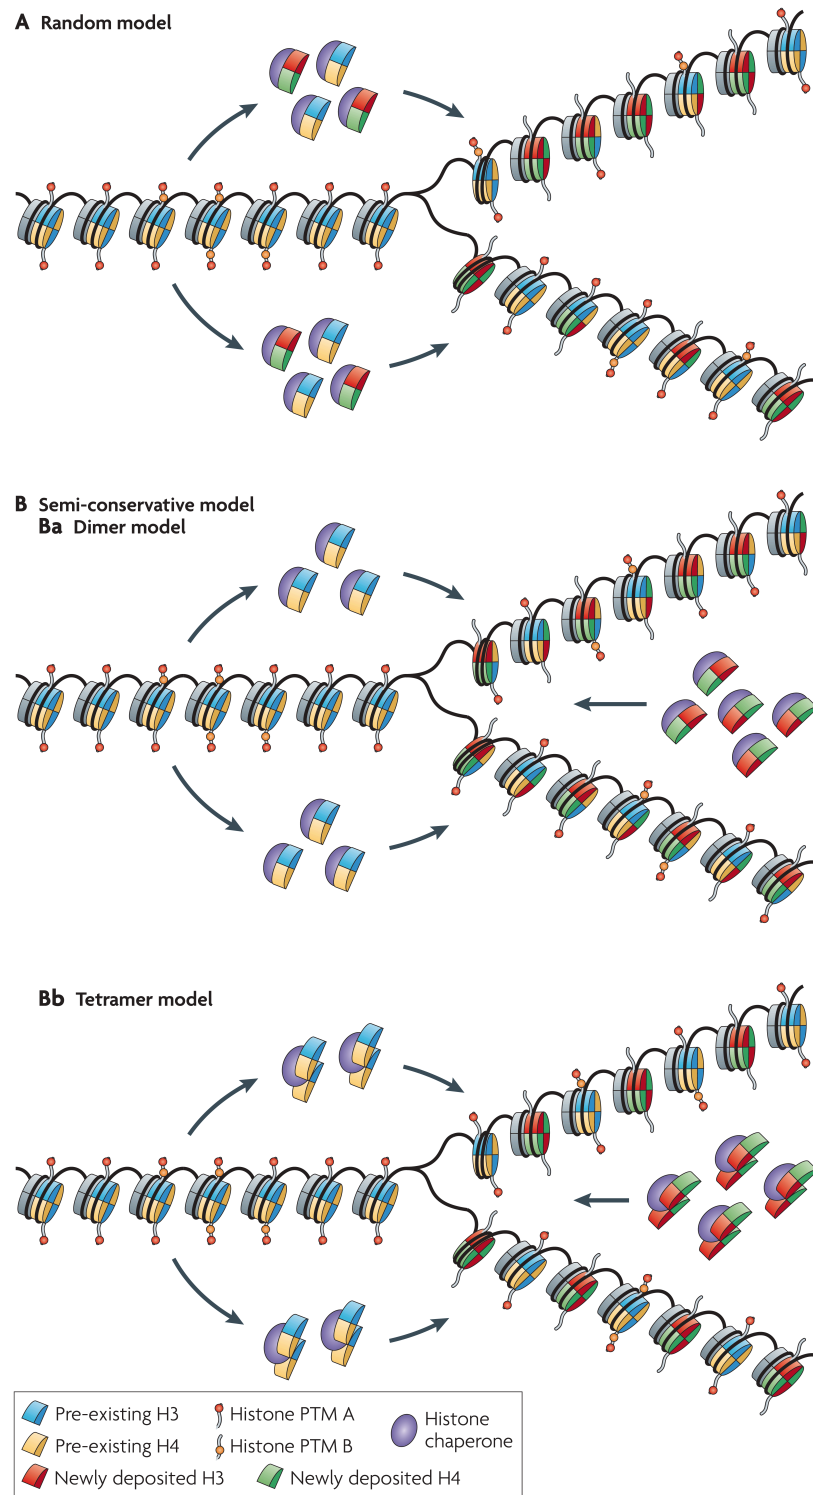 A Random model
B Semi-conservative model
Ba Dimer model
Bb Tetramer model
Pre-existing H3
Histone PTM A
Histone
chaperone
Pre-existing H4
Histone PTM B
Newly deposited H3
Newly deposited H4